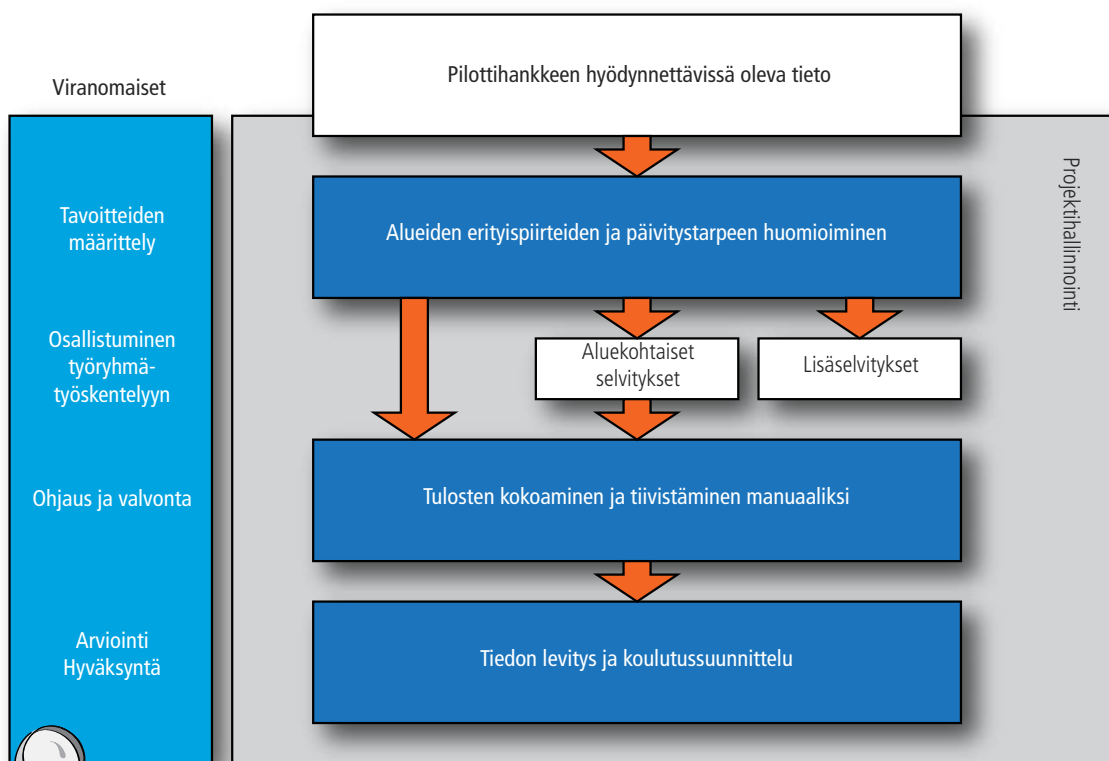 Viranomaiset
Tavoitteiden
määrittely
Osallistuminen
työryhmä-
työskentelyyn
Ohjaus ja valvonta
Arviointi
Hyväksyntä
Pilottihankkeen hyödynnettävissä oleva tieto
Alueiden erityispiirteiden ja päivitystarpeen huomioiminen
Aluekohtaiset
selvitykset
Lisäselvitykset
Tulosten kokoaminen ja tiivistäminen manuaaliksi
Tiedon levitys ja koulutussuunnittelu
Projektihallinnointi